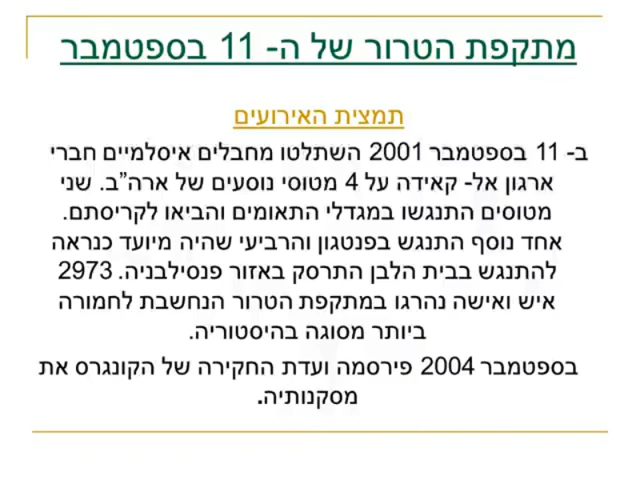 מתקפת הטרור של ה- 11 בספטמבר
תמצית האירועים
ב- 11 בספטמבר 2001 השתלטו מחבלים איסלמיים חברי
ארגון אל- קאידה על 4 מטוסי נוסעים של ארה"ב. שני
מטוסים התנגשו במגדלי התאומים והביאו לקריסתם.
אחד נוסף התנגש בפנטגון והרביעי שהיה מיועד כנראה
להתנגש בבית הלבן התרסק באזור פנסילבניה. 2973
איש ואישה נהרגו במתקפת הטרור הנחשבת לחמורה
ביותר מסוגה בהיסטוריה.
בספטמבר 2004 פירסמה ועדת החקירה של הקונגרס את
מסקנותיה.